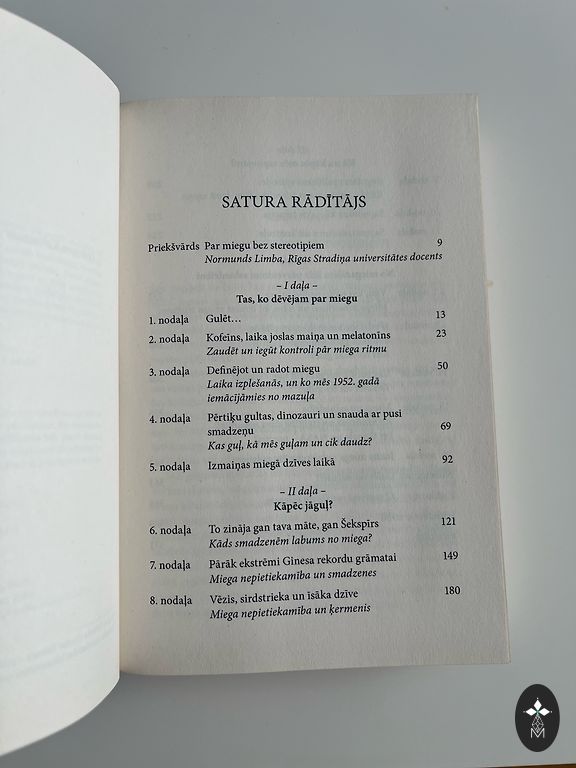 SATURA RĀDĪTĀJS
Priekšvārds Par miegu bez stereotipiem 9
Normunds Limba, Rīgas Stradiņa universitātes docents
– I daļa –
Tas, ko dēvējam par miegu
1. nodaļa Gulēt… 13
2. nodaļa Kofeīns, laika joslas maiņa un melatonīns 23
Zaudēt un iegūt kontroli pār miega ritmu
3. nodaļa Definējot un radot miegu 50
Laika izplešanās, un ko mēs 1952. gadā
iemācījāmies no mazuļa
4. nodaļa Pērtiķu gultas, dinozauri un snauda ar pusi
smadzeņu 69
Kas guļ, kā mēs guļam un cik daudz?
5. nodaļa Izmaiņas miegā dzīves laikā 92
– II daļa –
Kāpēc jāguļ?
6. nodaļa To zināja gan tava māte, gan Šekspīrs 121
Kāds smadzenēm labums no miega?
7. nodaļa Pārāk ekstrēmi Ginesa rekordu grāmatai 149
Miega nepietiekamība un smadzenes
8. nodaļa Vēzis, sirdstrieka un īsāka dzīve 180
Miega nepietiekamība un ķermenis
M